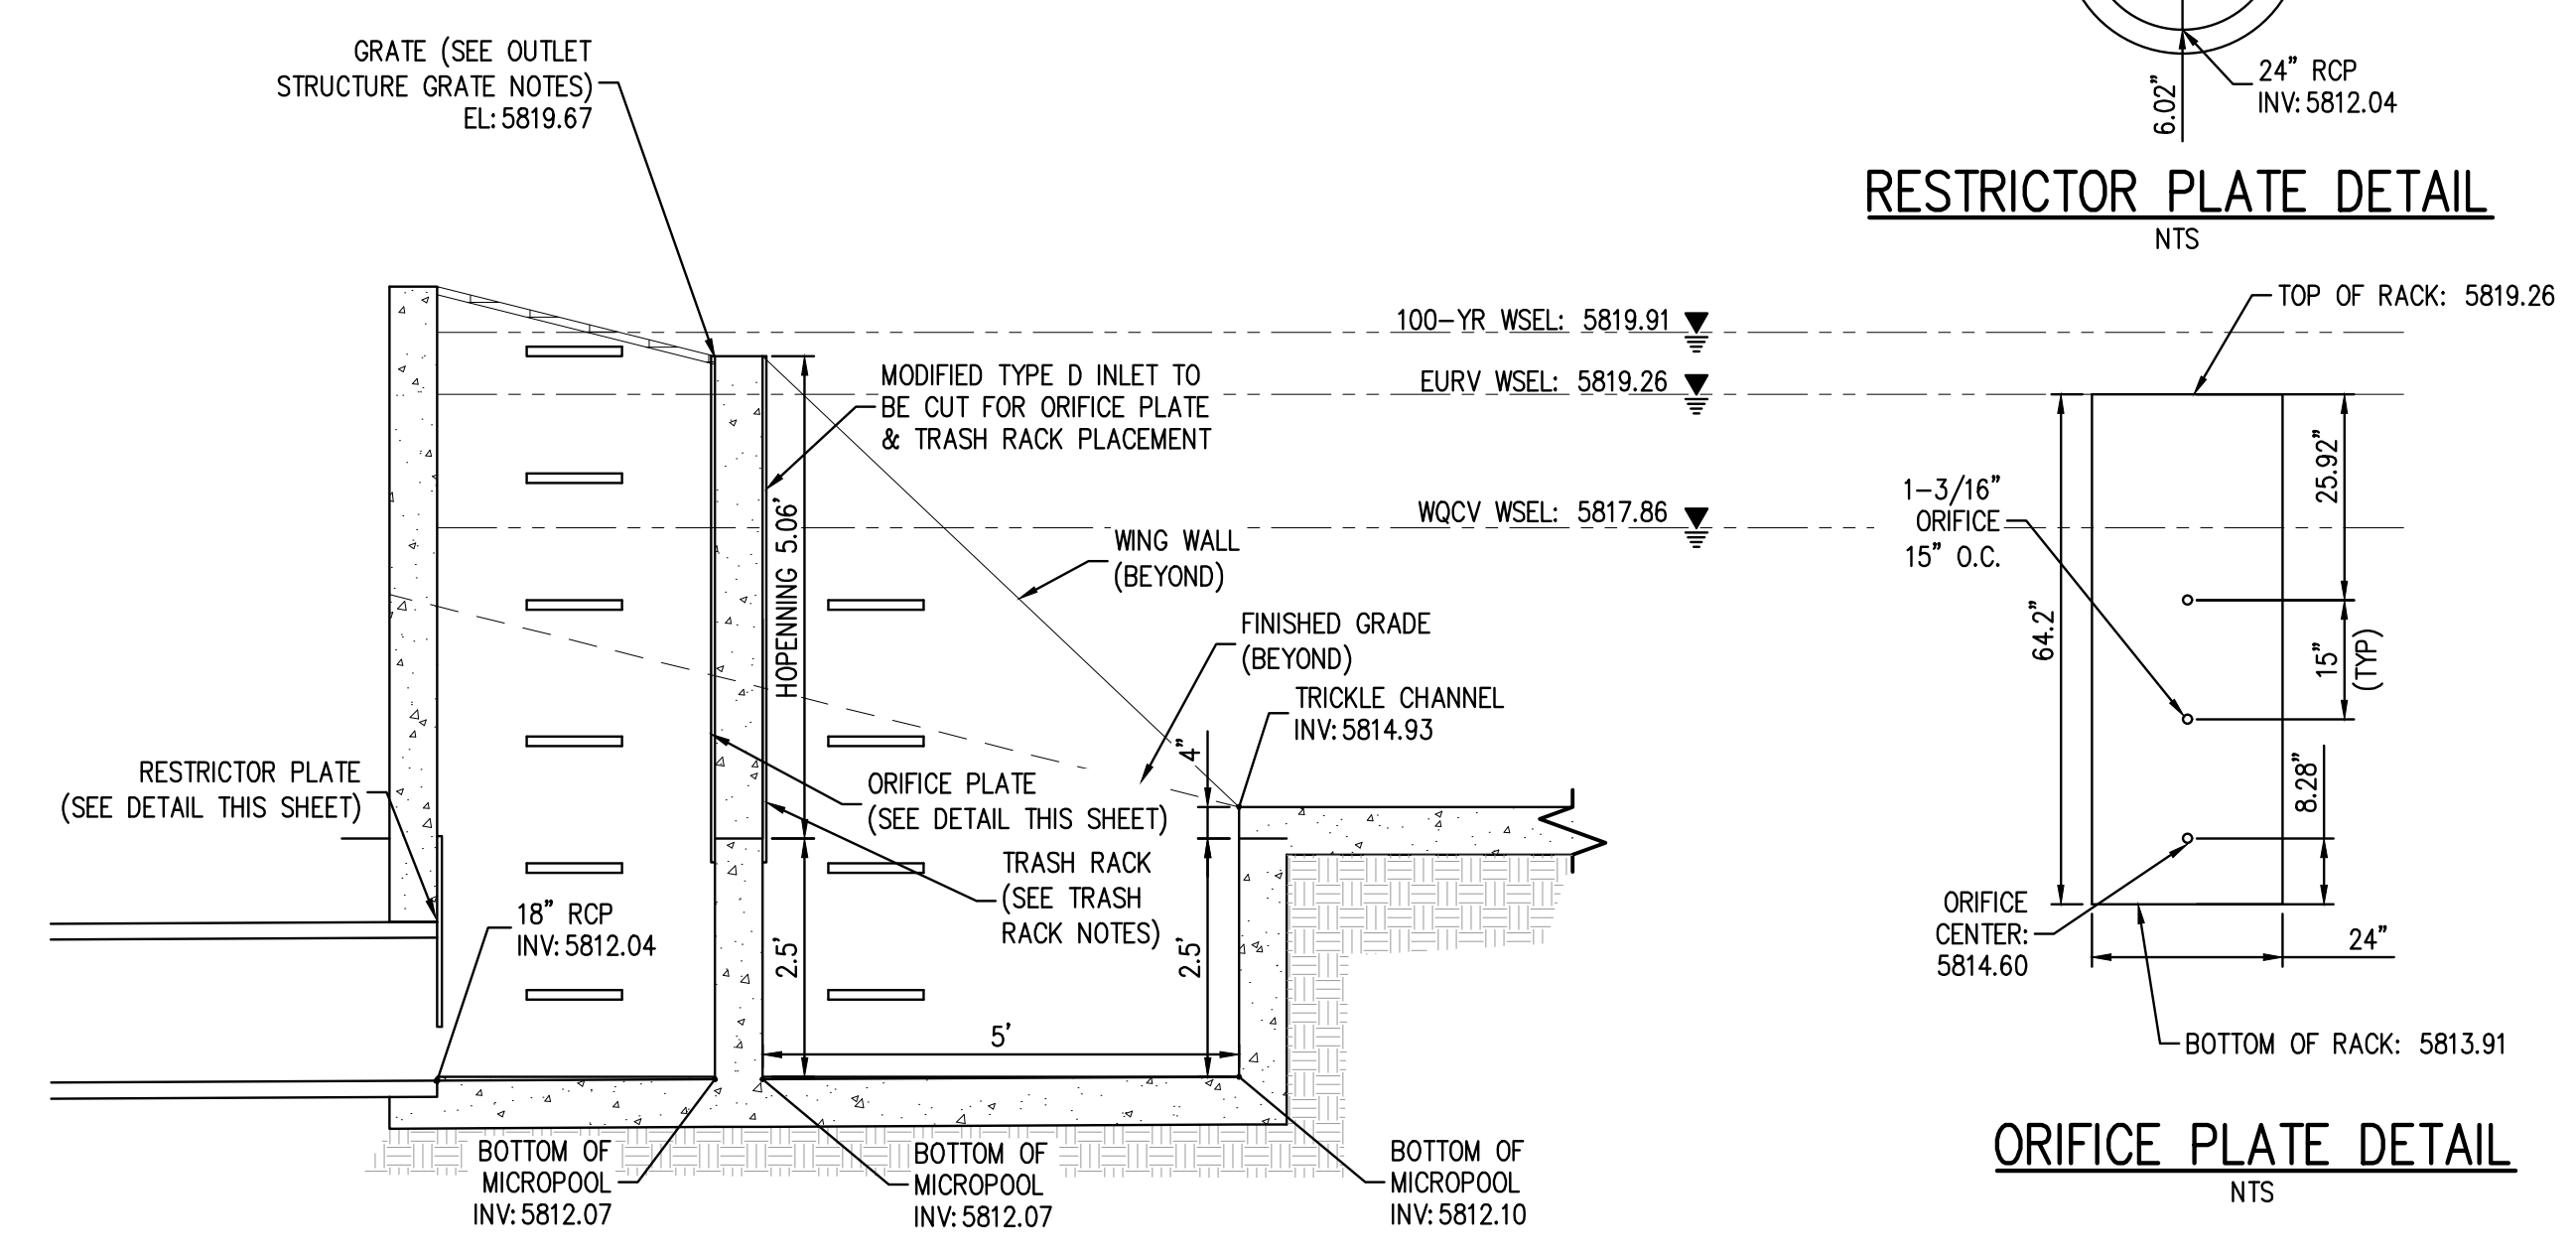 GRATE (SEE OUTLET
STRUCTURE GRATE NOTES)
EL: 5819.67
24" RCP
INV: 5812.04
6.02"
RESTRICTOR PLATE DETAIL
NTS
TOP OF RACK: 5819.26
100-YR WSEL: 5819.91
EURV WSEL: 5819.26
WQCV WSEL: 5817.86
MODIFIED TYPE D INLET TO
BE CUT FOR ORIFICE PLATE
& TRASH RACK PLACEMENT
HOPENNING 5.06'
WING WALL
(BEYOND)
FINISHED GRADE
(BEYOND)
TRICKLE CHANNEL
INV: 5814.93
4"
RESTRICTOR PLATE
(SEE DETAIL THIS SHEET)
ORIFICE PLATE
(SEE DETAIL THIS SHEET)
TRASH RACK
(SEE TRASH
RACK NOTES)
18" RCP
INV: 5812.04
2.5'
2.5'
5'
BOTTOM OF
MICROPOOL
INV: 5812.07
BOTTOM OF
MICROPOOL
INV: 5812.07
BOTTOM OF
MICROPOOL
INV: 5812.10
1-3/16"
ORIFICE
15" O.C.
64.2"
25.92"
15"
(TYP)
8.28"
24"
ORIFICE
CENTER:
5814.60
BOTTOM OF RACK: 5813.91
ORIFICE PLATE DETAIL
NTS